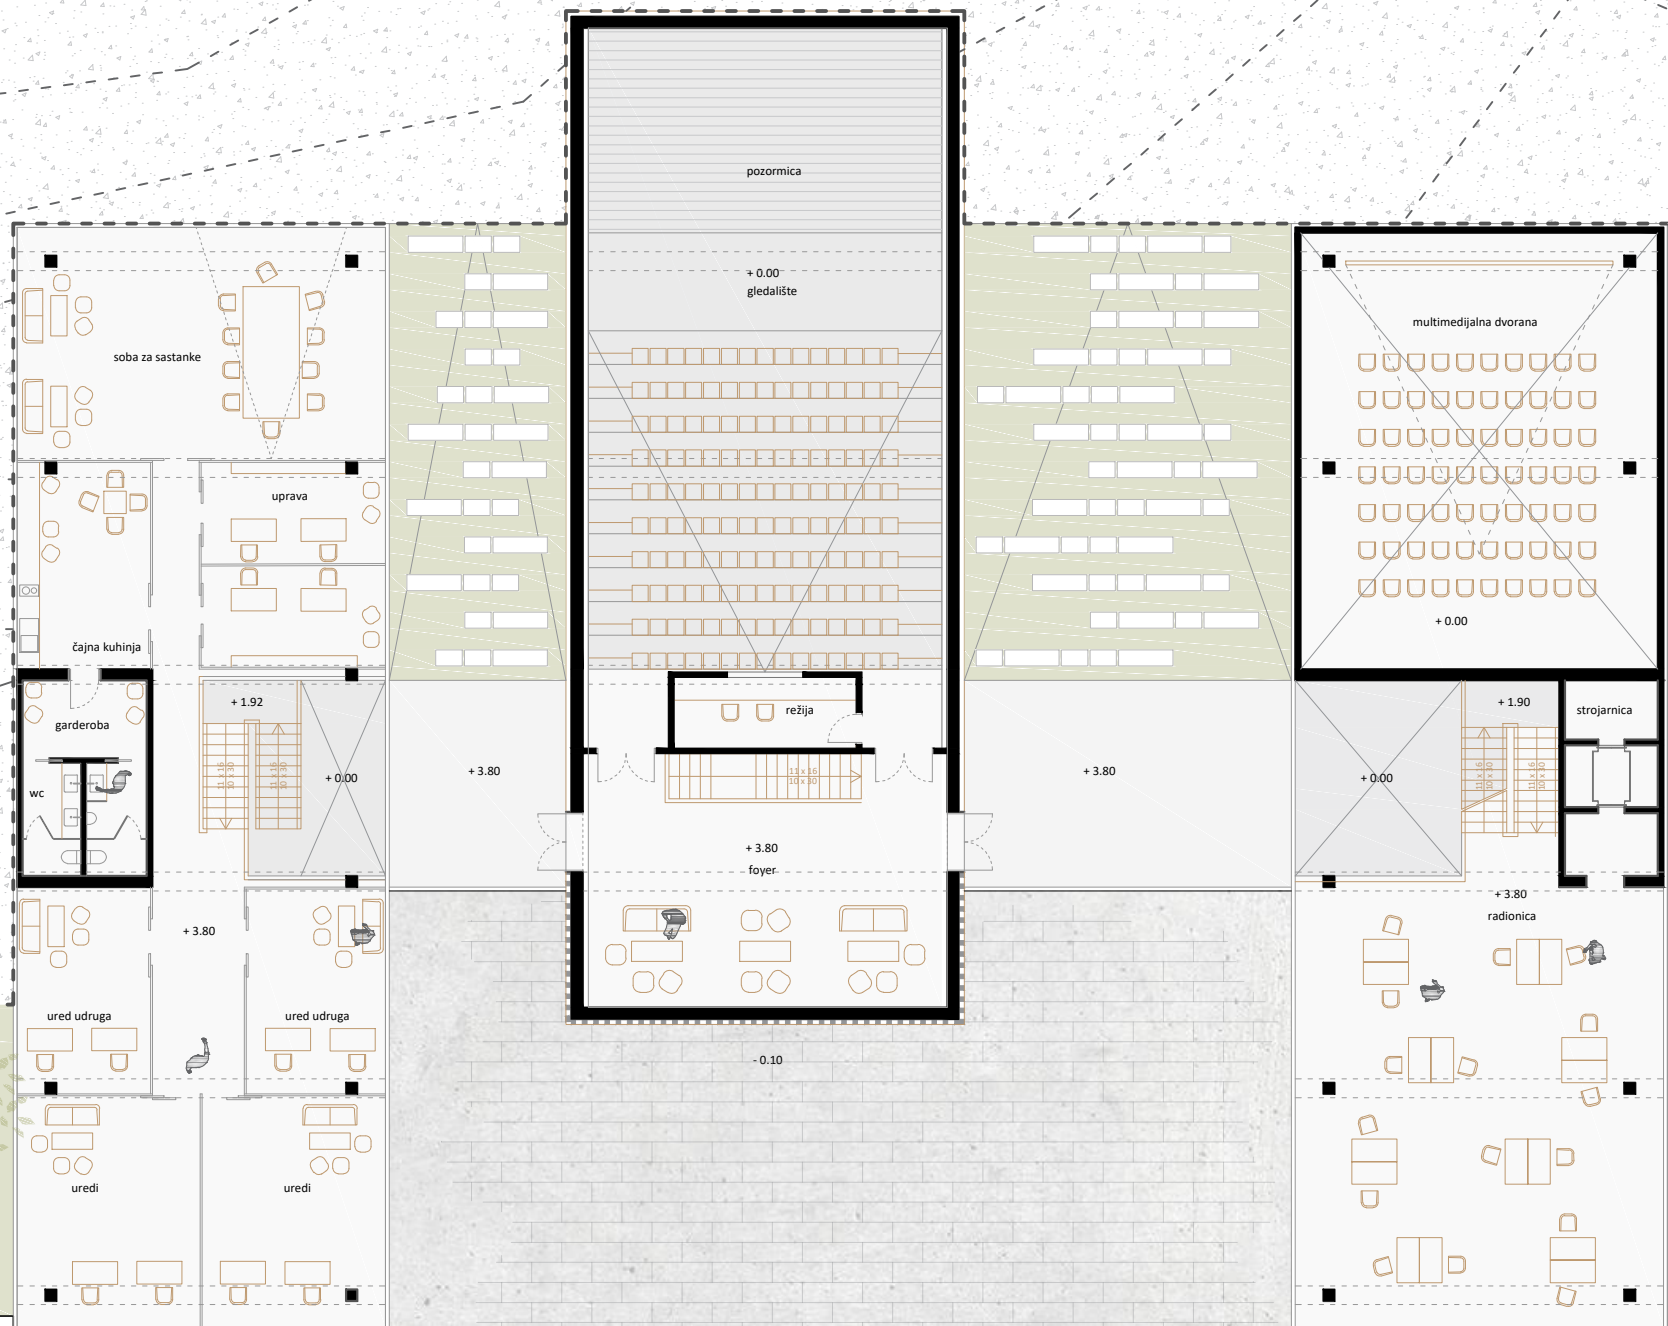 pozormica
+ 0.00
gledalište
multimedijalna dvorana
soba za sastanke
uprava
+ 0.00
čajna kuhinja
+ 1.92
garderoba
režija
+ 1.90
strojarnica
11 x 16
10 x 30
11 x 16
10 x 30
+ 0.00
+ 3.80
11 x 16
10 x 30
+ 3.80
+ 0.00
11 x 16
10 x 30
11 x 16
10 x 30
wc
+ 3.80
foyer
+ 3.80
radionica
+ 3.80
ured udruga
ured udruga
- 0.10
uredi
uredi